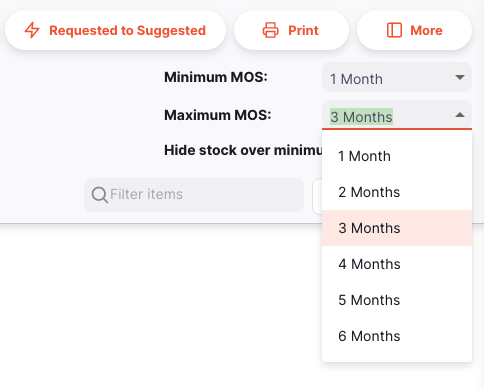 Requested to Suggested
Print
More
Minimum MOS:
1 Month
Maximum MOS:
3 Months
Hide stock over minimu
Filter items
1 Month
2 Months
3 Months
4 Months
5 Months
6 Months